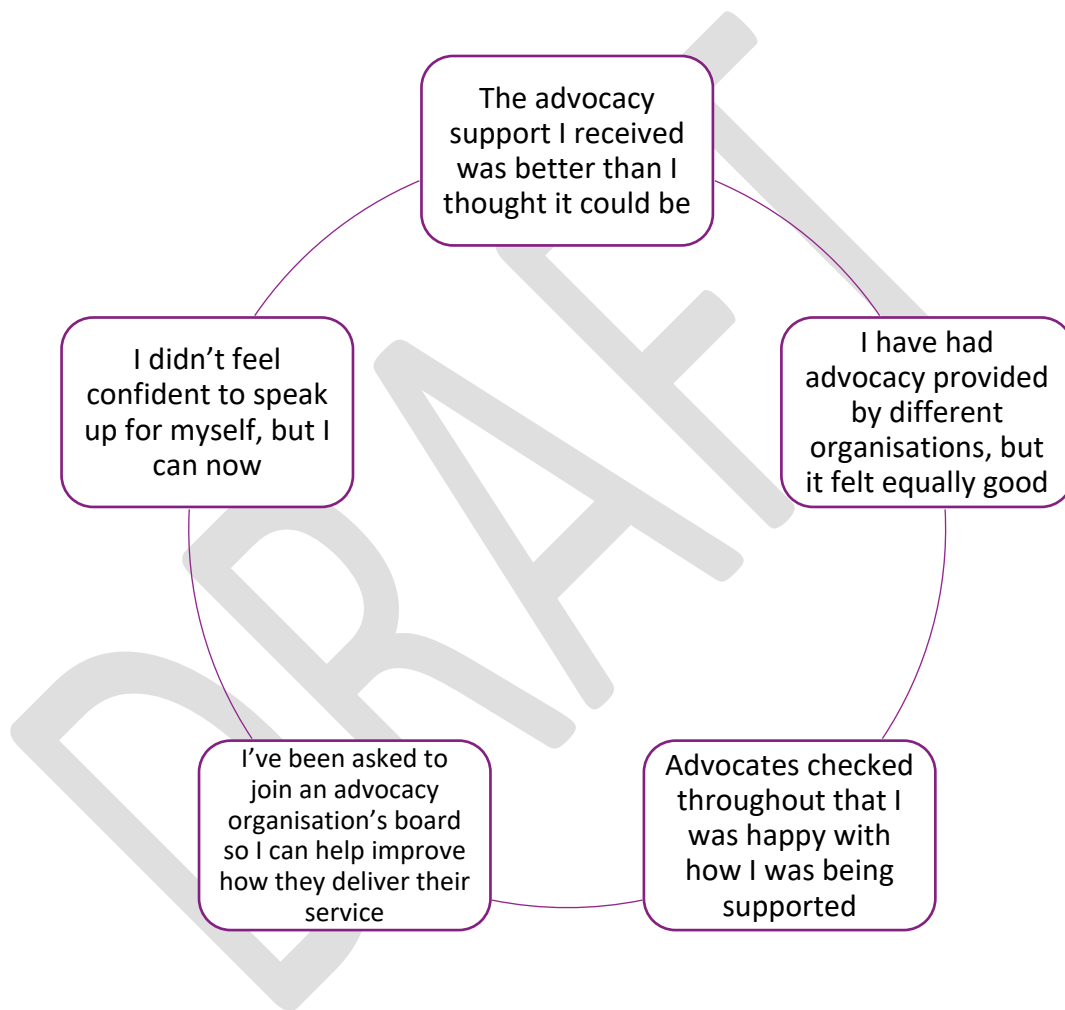 The advocacy
support I received
was better than I
thought it could be
I have had
advocacy provided
by different
organisations, but
it felt equally good
Advocates checked
throughout that I
was happy with
how I was being
supported
I’ve been asked to
join an advocacy
organisation’s board
so I can help improve
how they deliver their
service
I didn’t feel
confident to speak
up for myself, but I
can now
DRAFT